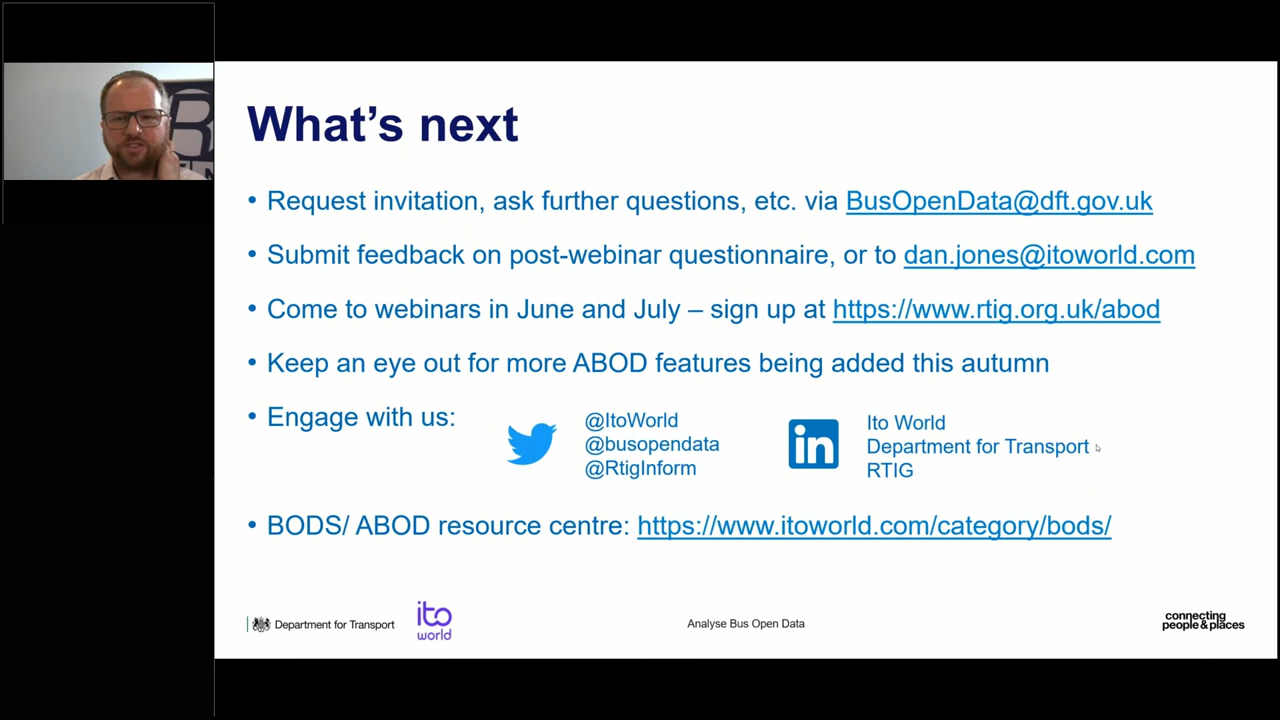 What's next
• Request invitation, ask further questions, etc. via BusOpenData@dft.gov.uk
• Submit feedback on post-webinar questionnaire, or to dan.jones@itoworld.com
• Come to webinars in June and July – sign up at https://www.rtig.org.uk/abod
• Keep an eye out for more ABOD features being added this autumn
• Engage with us:
@ItoWorld
@busopendata
@RtigInform
in
Ito World
Department for Transport
RTIG
• BODS/ ABOD resource centre: https://www.itoworld.com/category/bods/
Department for Transport
ito
world
Analyse Bus Open Data
connecting
people&places